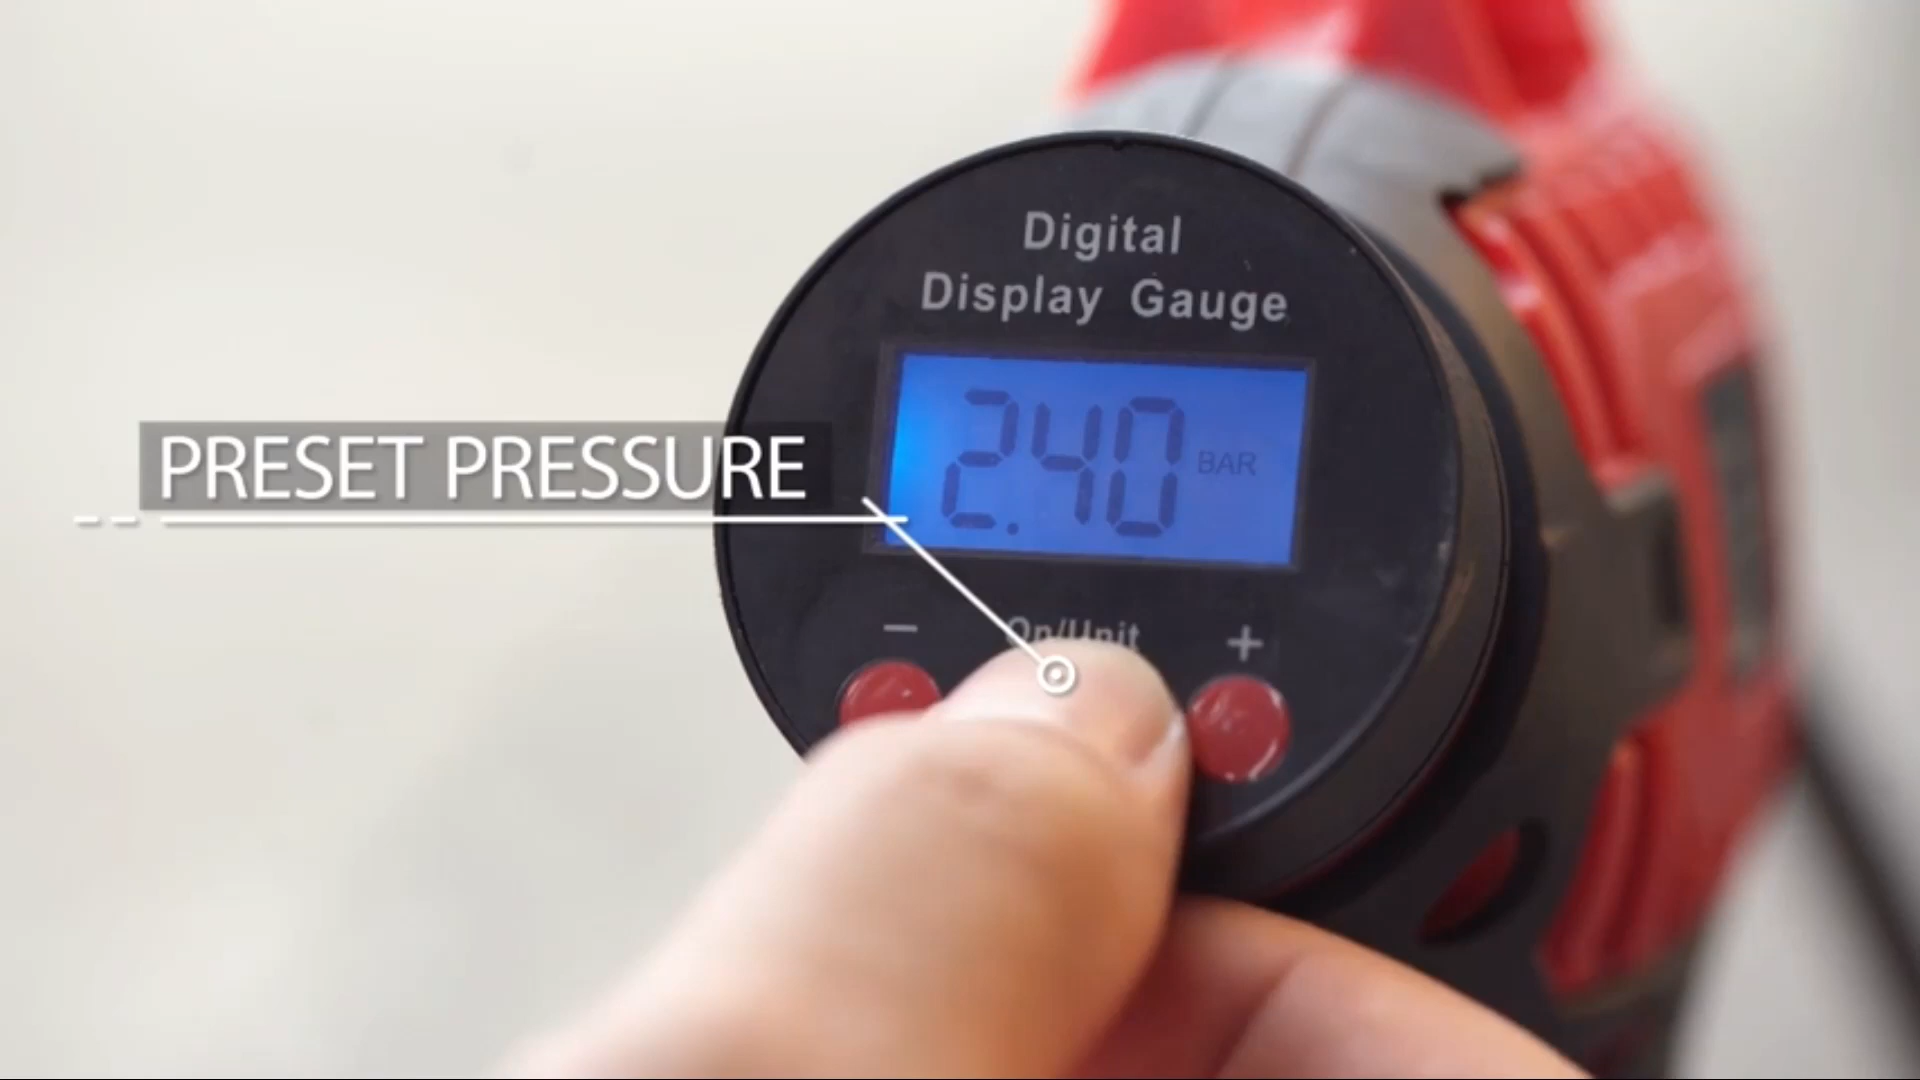 Digital
Display Gauge
PRESET PRESSURE
2.40 BAR
− On/Unit +